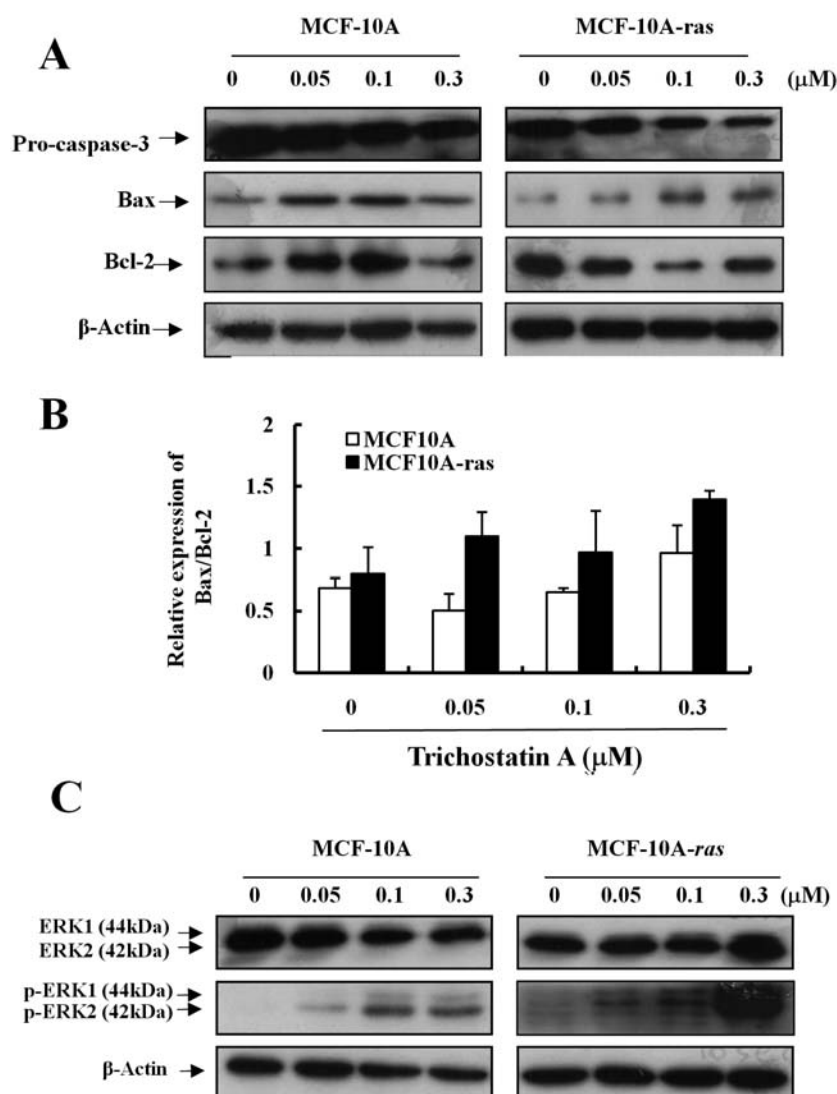 A
MCF-10A MCF-10A-ras
0 0.05 0.1 0.3 0 0.05 0.1 0.3 (μM)
Pro-caspase-3
Bax
Bcl-2
β-Actin
B
Relative expression of
Bax/Bcl-2
2
1.5
1
0.5
0
MCF10A
MCF10A-ras
0 0.05 0.1 0.3
Trichostatin A (μM)
C
MCF-10A MCF-10A-ras
0 0.05 0.1 0.3 0 0.05 0.1 0.3 (μM)
ERK1 (44kDa)
ERK2 (42kDa)
p-ERK1 (44kDa)
p-ERK2 (42kDa)
β-Actin